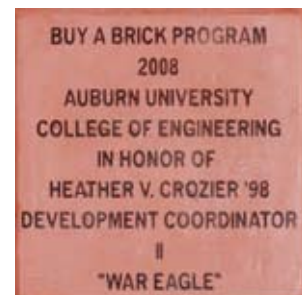 BUY A BRICK PROGRAM
2008
AUBURN UNIVERSITY
COLLEGE OF ENGINEERING
IN HONOR OF
HEATHER V. CROZIER '98
DEVELOPMENT COORDINATOR
II
"WAR EAGLE"